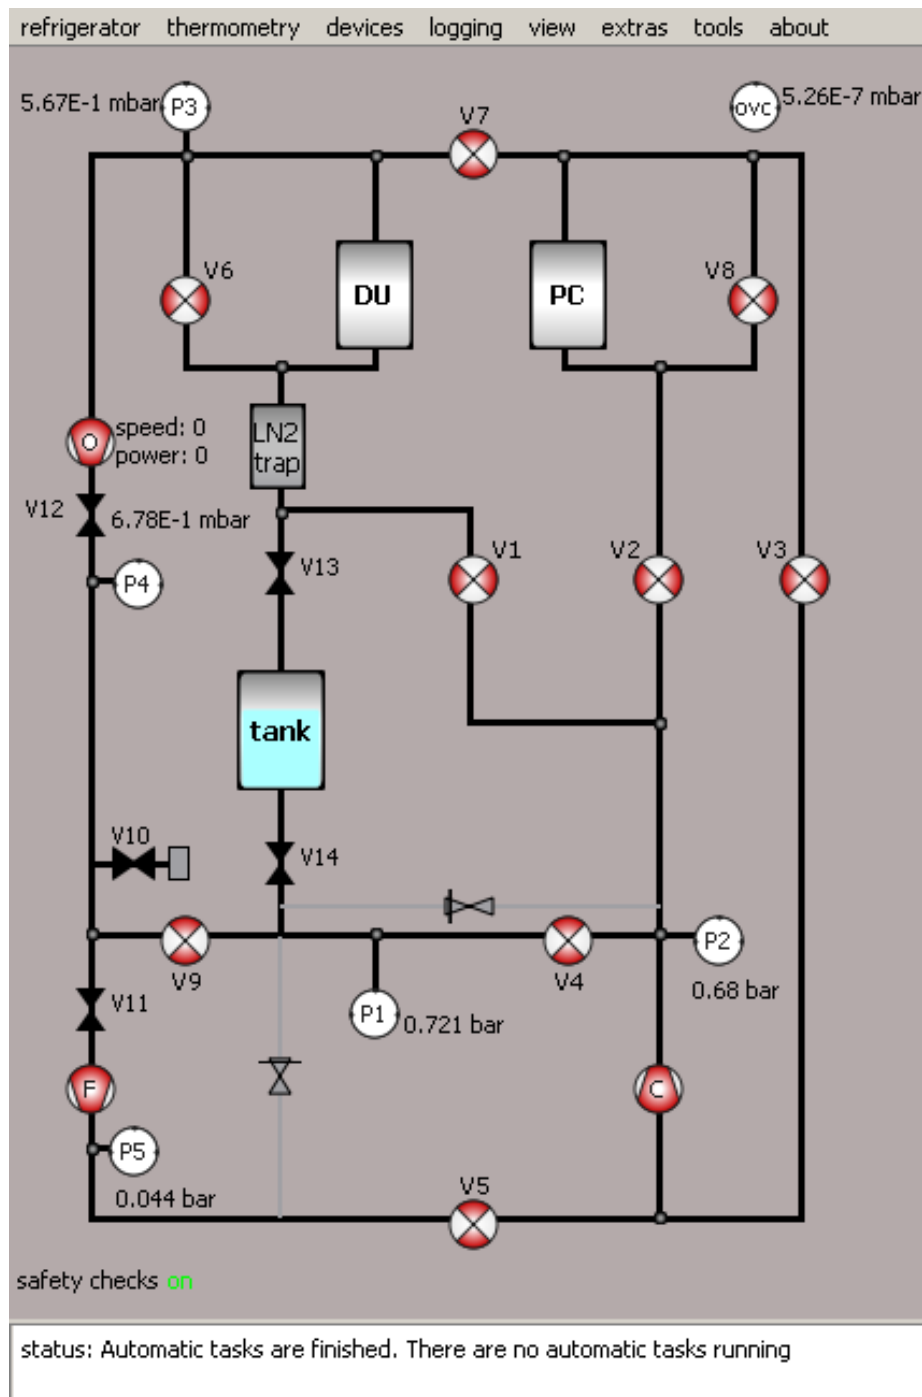 refrigerator thermometry devices logging view extras tools about
5.67E-1 mbar P3 ovc 5.26E-7 mbar
V7
V6 V8
DU PC
speed: 0
O
power: 0
LN2
trap
V12 6.78E-1 mbar
V13 V1 V2 V3
P4
tank
V10
V14
P2
V9 V4
0.68 bar
V11
P1 0.721 bar
F C
P5
V5
0.044 bar
safety checks on
status: Automatic tasks are finished. There are no automatic tasks running